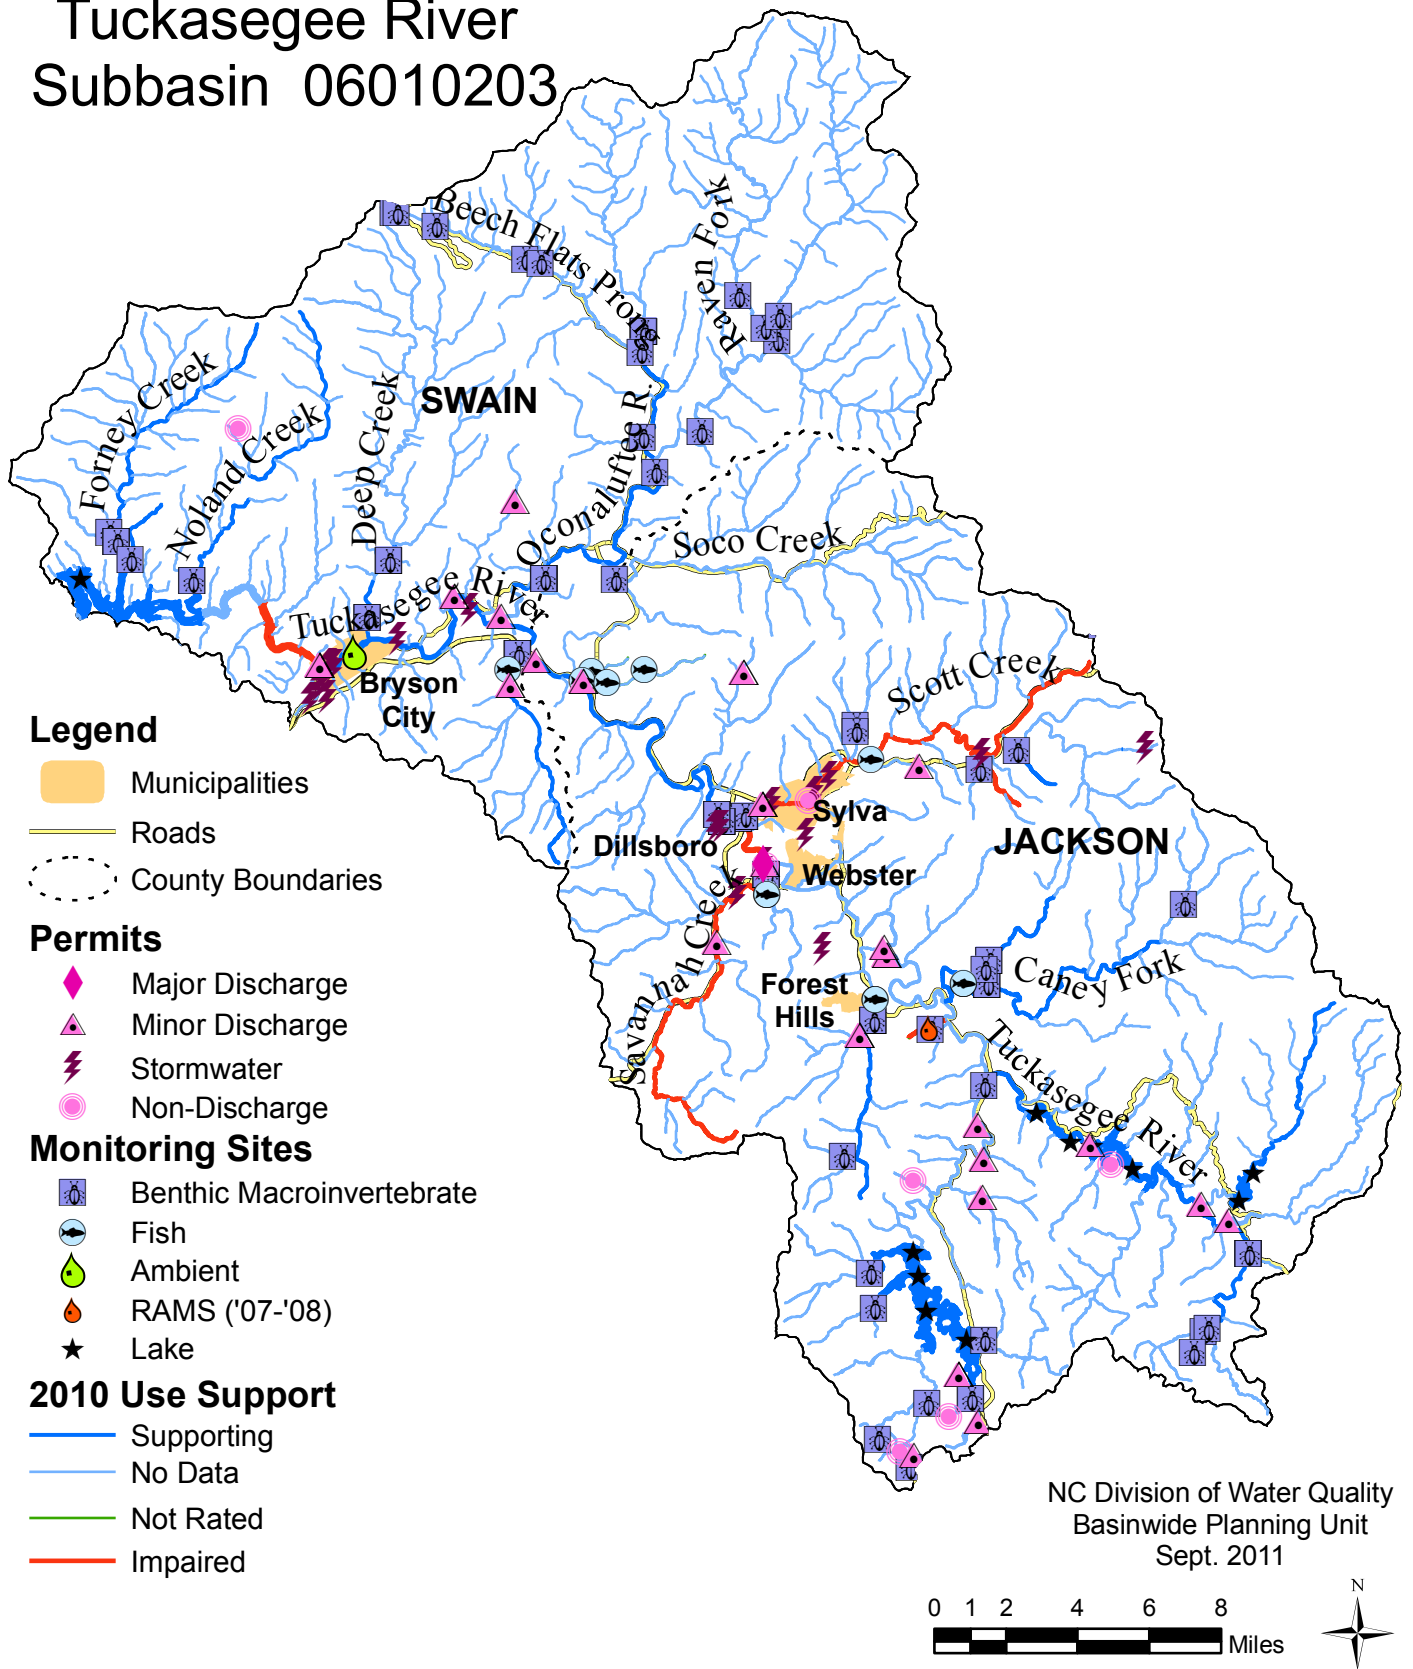 Tuckasegee River
Subbasin 06010203
Beech Flats Prong
Raven Fork
Forney Creek
Noland Creek
Deep Creek
SWAIN
Oconaluftee R.
Soco Creek
Tuckasegee River
Bryson
City
Scott Creek
Sylva
Dillsboro
JACKSON
Webster
Savannah Creek
Forest
Hills
Caney Fork
Tuckasegee River
Legend
Municipalities
Roads
County Boundaries
Permits
Major Discharge
Minor Discharge
Stormwater
Non-Discharge
Monitoring Sites
Benthic Macroinvertebrate
Fish
Ambient
RAMS ('07-'08)
Lake
2010 Use Support
Supporting
No Data
Not Rated
Impaired
NC Division of Water Quality
Basinwide Planning Unit
Sept. 2011
N
0 1 2 4 6 8
Miles